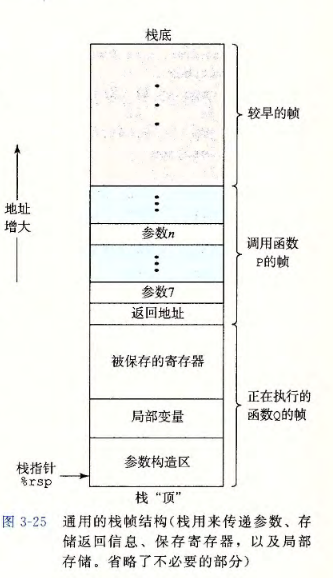 栈底
较早的帧
地址
增大
参数n
调用函数
P的帧
参数7
返回地址
被保存的寄存器
正在执行的
函数Q的帧
局部变量
参数构造区
栈指针
%rsp
栈“顶”
图 3-25 通用的栈帧结构(栈用来传递参数、存
储返回信息、保存寄存器，以及局部
存储。省略了不必要的部分)